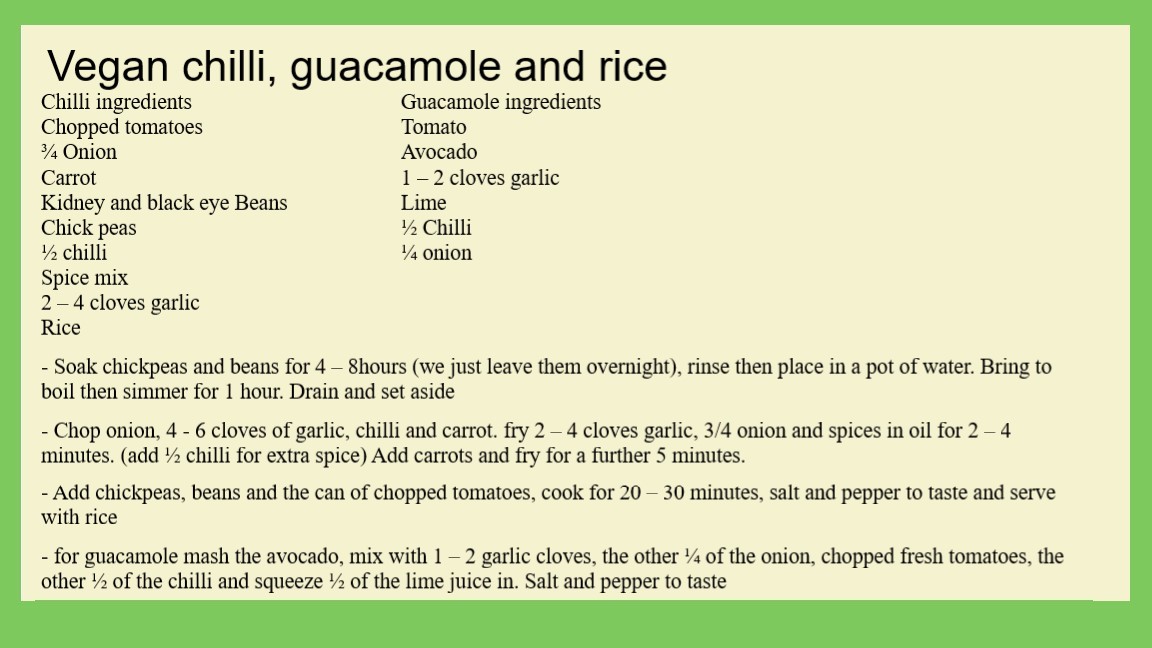 Vegan chilli, guacamole and rice
Chilli ingredients
Chopped tomatoes
¾ Onion
Carrot
Kidney and black eye Beans
Chick peas
½ chilli
Spice mix
2 – 4 cloves garlic
Rice
Guacamole ingredients
Tomato
Avocado
1 – 2 cloves garlic
Lime
½ Chilli
¼ onion
- Soak chickpeas and beans for 4 – 8hours (we just leave them overnight), rinse then place in a pot of water. Bring to
boil then simmer for 1 hour. Drain and set aside
- Chop onion, 4 - 6 cloves of garlic, chilli and carrot. fry 2 – 4 cloves garlic, 3/4 onion and spices in oil for 2 – 4
minutes. (add ½ chilli for extra spice) Add carrots and fry for a further 5 minutes.
- Add chickpeas, beans and the can of chopped tomatoes, cook for 20 – 30 minutes, salt and pepper to taste and serve
with rice
- for guacamole mash the avocado, mix with 1 – 2 garlic cloves, the other ¼ of the onion, chopped fresh tomatoes, the
other ½ of the chilli and squeeze ½ of the lime juice in. Salt and pepper to taste